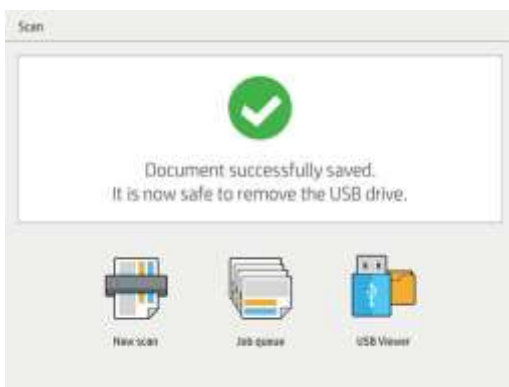 Scan
Document successfully saved.
It is now safe to remove the USB drive.
New scan
Job queue
USB Viewer